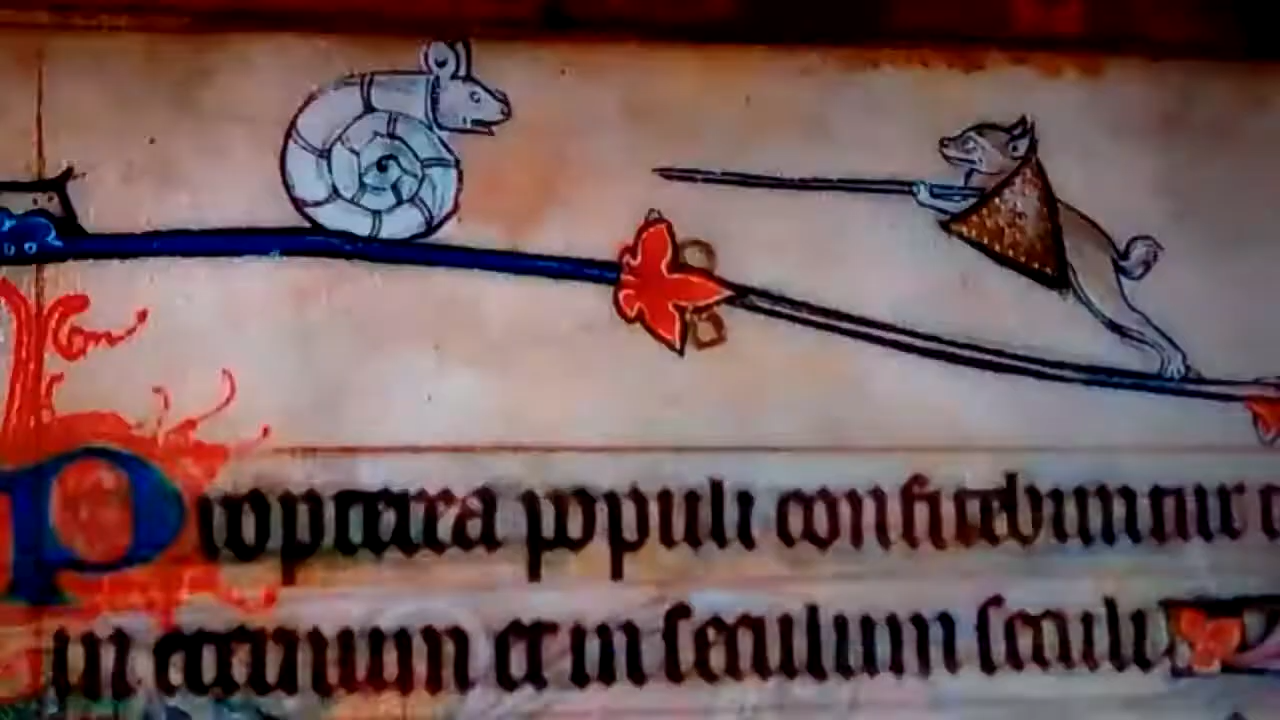 Propterea populi confitebuntur
in eternum et in seculum seculi